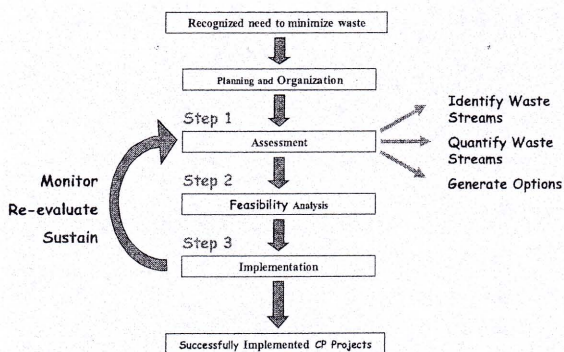 Recognized need to minimize waste
Planning and Organization
Step 1
Assessment
Identify Waste
Streams
Quantify Waste
Streams
Generate Options
Step 2
Feasibility Analysis
Monitor
Re-evaluate
Sustain
Step 3
Implementation
Successfully Implemented CP Projects